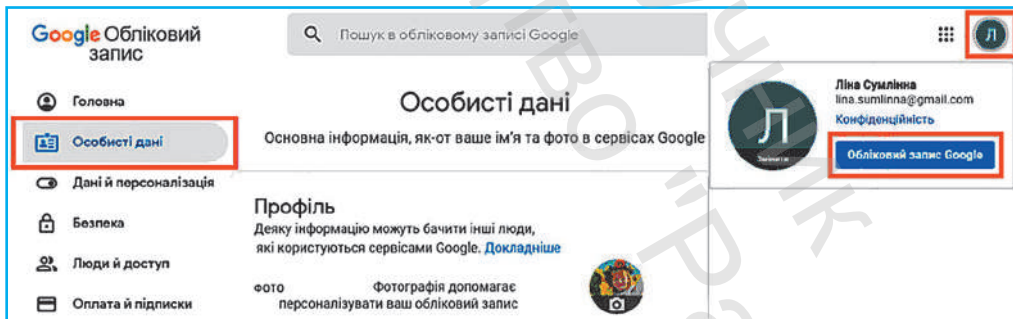 Google Обліковий
запис
Пошук в обліковому записі Google
Л
Головна
Особисті дані
Дані й персоналізація
Безпека
Люди й доступ
Оплата й підписки
Особисті дані
Основна інформація, як-от ваше ім'я та фото в сервісах Google
Профіль
Деяку інформацію можуть бачити інші люди,
які користуються сервісами Google. Докладніше
ФОТО Фотографія допомагає
персоналізувати ваш обліковий запис
Л
Змінити
Ліна Сумлінна
lina.sumlinna@gmail.com
Конфіденційність
Обліковий запис Google